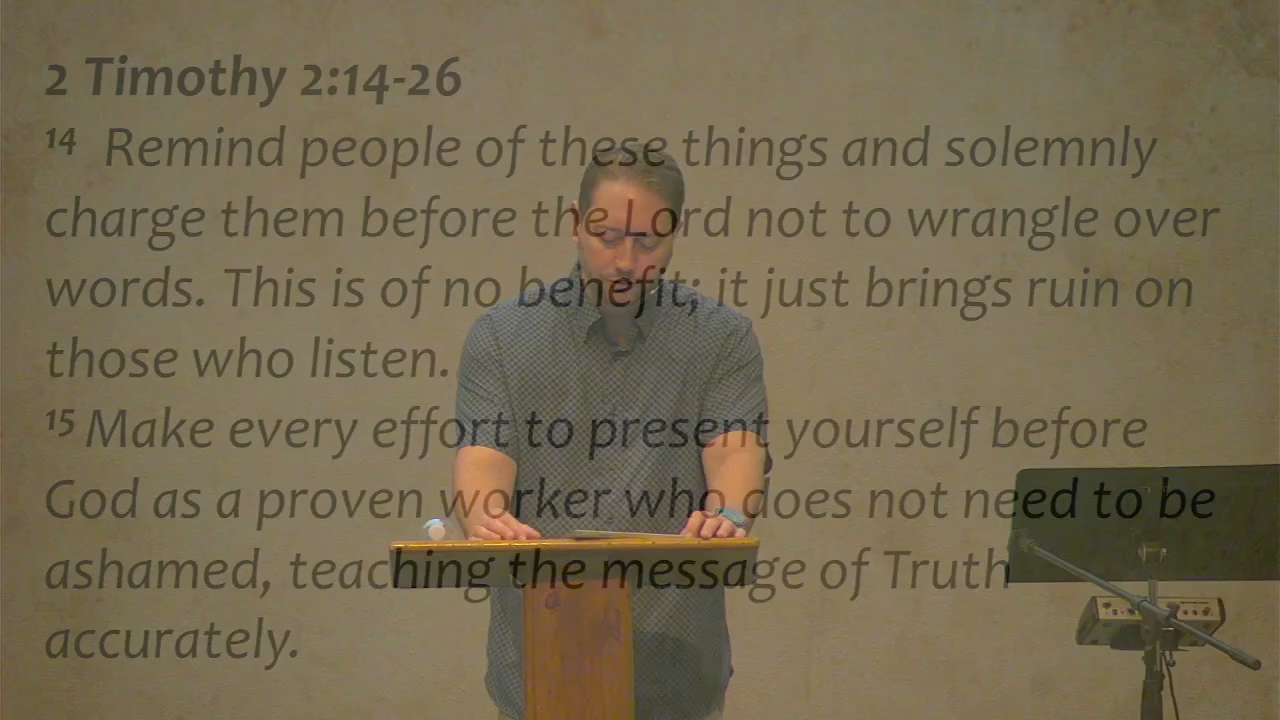 2 Timothy 2:14-26
14 Remind people of these things and solemnly
charge them before the Lord not to wrangle over
words. This is of no benefit; it just brings ruin on
those who listen.
15 Make every effort to present yourself before
God as a proven worker who does not need to be
ashamed, teaching the message of Truth
accurately.